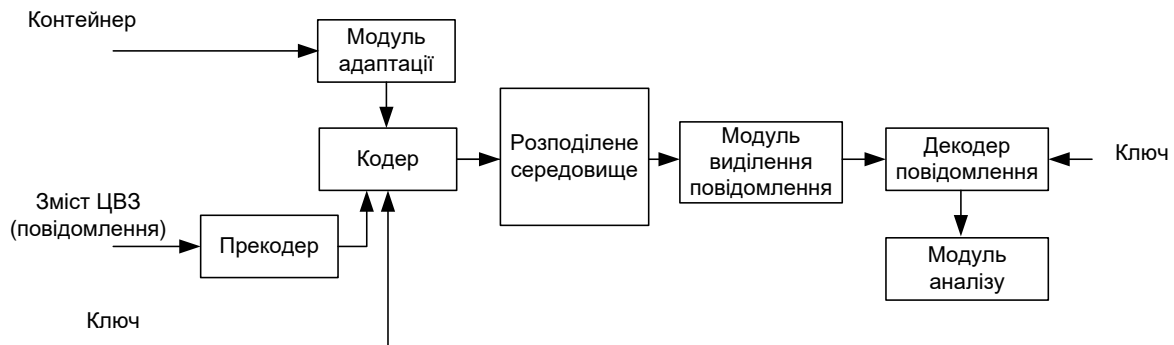 Контейнер
Модуль
адаптації
Кодер
Розподілене
середовище
Модуль
виділення
повідомлення
Декодер
повідомлення
Ключ
Зміст ЦВЗ
(повідомлення)
Прекодер
Модуль
аналізу
Ключ